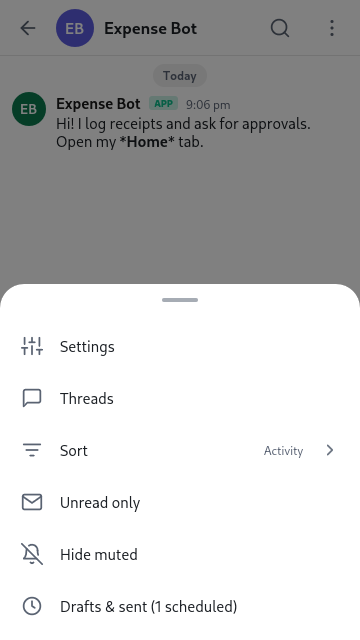 EB Expense Bot
Today
EB Expense Bot APP 9:06 pm
Hi! I log receipts and ask for approvals.
Open my *Home* tab.
Settings
Threads
Sort Activity
Unread only
Hide muted
Drafts & sent (1 scheduled)